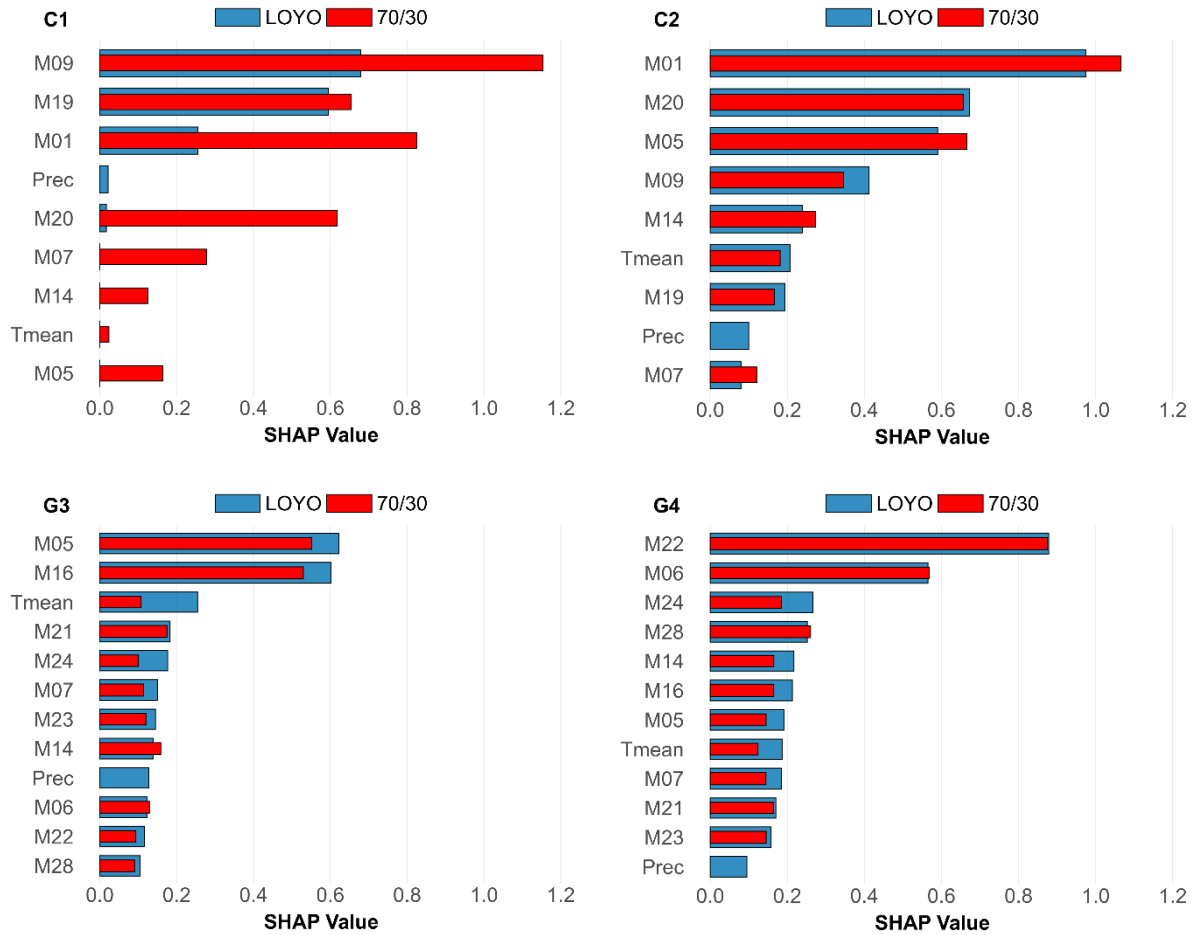 C1 LOYO 70/30
M09
M19
M01
Prec
M20
M07
M14
Tmean
M05
0.0 0.2 0.4 0.6 0.8 1.0 1.2
SHAP Value
C2 LOYO 70/30
M01
M20
M05
M09
M14
Tmean
M19
Prec
M07
0.0 0.2 0.4 0.6 0.8 1.0 1.2
SHAP Value
G3 LOYO 70/30
M05
M16
Tmean
M21
M24
M07
M23
M14
Prec
M06
M22
M28
0.0 0.2 0.4 0.6 0.8 1.0 1.2
SHAP Value
G4 LOYO 70/30
M22
M06
M24
M28
M14
M16
M05
Tmean
M07
M21
M23
Prec
0.0 0.2 0.4 0.6 0.8 1.0 1.2
SHAP Value